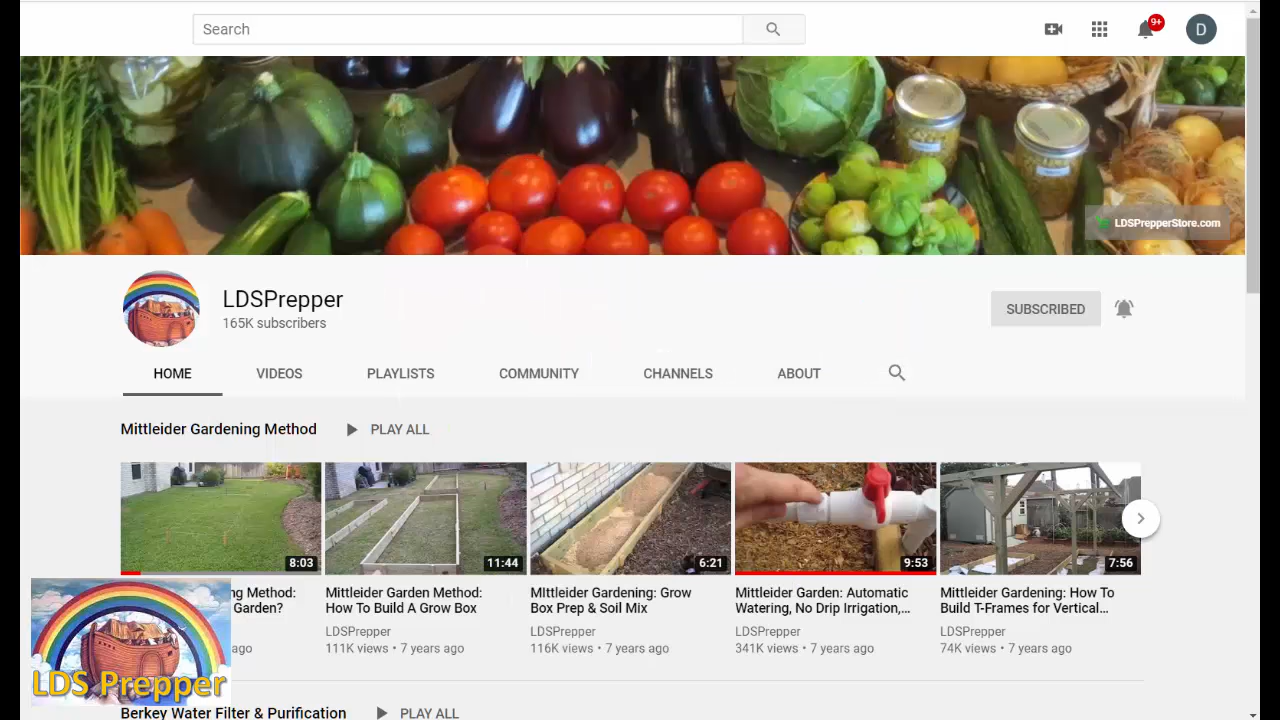 Search
9+
D
LDSPrepperStore.com
LDSPrepper
165K subscribers
SUBSCRIBED
HOME
VIDEOS
PLAYLISTS
COMMUNITY
CHANNELS
ABOUT
Mittleider Gardening Method
PLAY ALL
8:03
11:44
6:21
9:53
7:56
ng Method:
Garden?
ago
Mittleider Garden Method:
How To Build A Grow Box
LDSPrepper
111K views • 7 years ago
MIttleider Gardening: Grow
Box Prep & Soil Mix
LDSPrepper
116K views • 7 years ago
Mittleider Garden: Automatic
Watering, No Drip Irrigation,...
LDSPrepper
341K views • 7 years ago
Mittleider Gardening: How To
Build T-Frames for Vertical...
LDSPrepper
74K views • 7 years ago
LDS Prepper
Berkey Water Filter & Purification
PLAY ALL